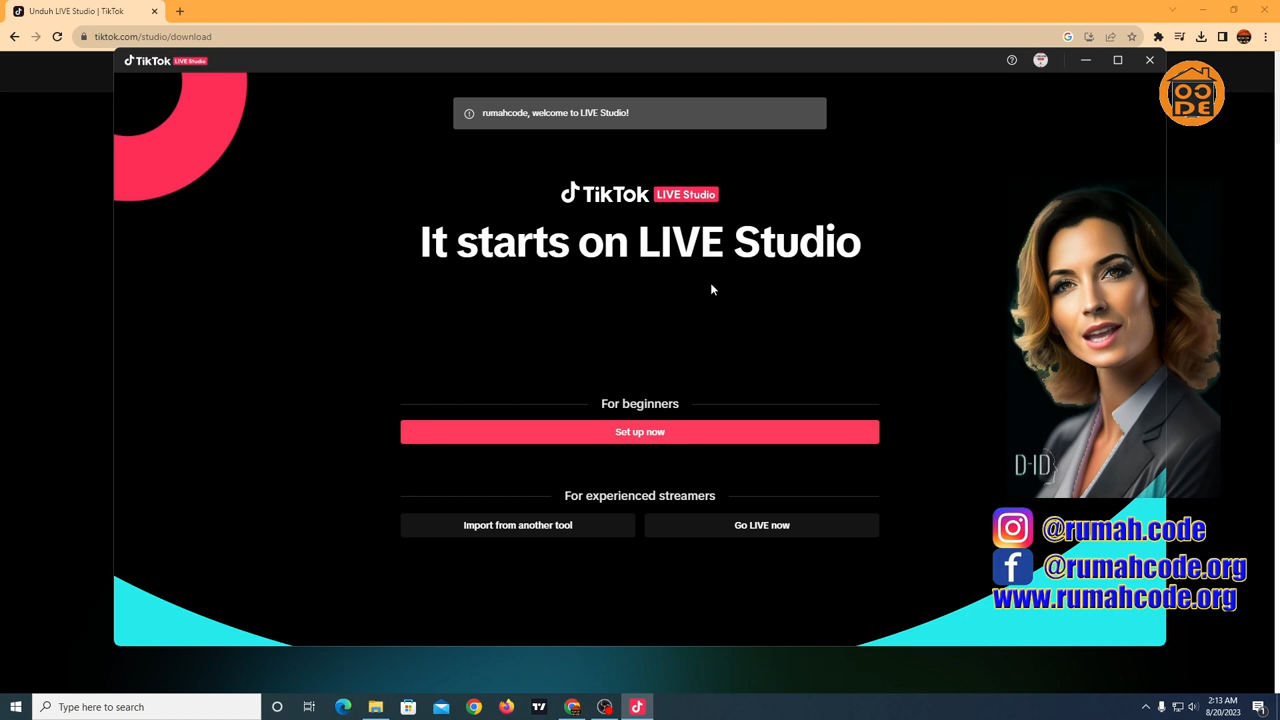 Unduh LIVE Studio | TikTok
tiktok.com/studio/download
TikTok LIVE Studio
rumahcode, welcome to LIVE Studio!
TikTok LIVE Studio
It starts on LIVE Studio
For beginners
Set up now
For experienced streamers
Import from another tool
Go LIVE now
CODE
D-ID
@rumah.code
@rumahcode.org
www.rumahcode.org
Type here to search
2:13 AM
8/20/2023